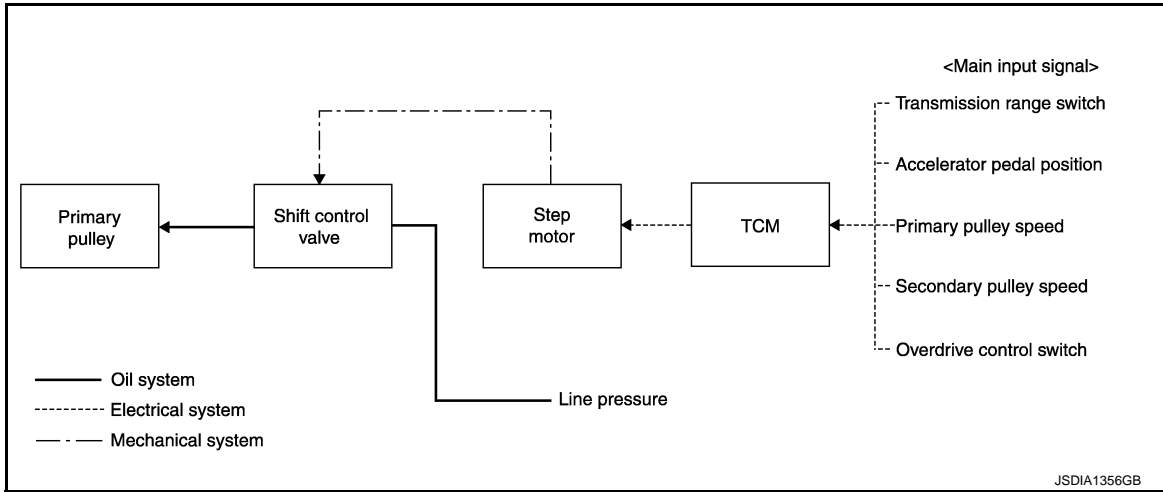 <Main input signal>
Transmission range switch
Accelerator pedal position
Primary pulley speed
Secondary pulley speed
Overdrive control switch
Primary
pulley
Shift control
valve
Step
motor
TCM
Line pressure
Oil system
Electrical system
Mechanical system
JSDIA1356GB